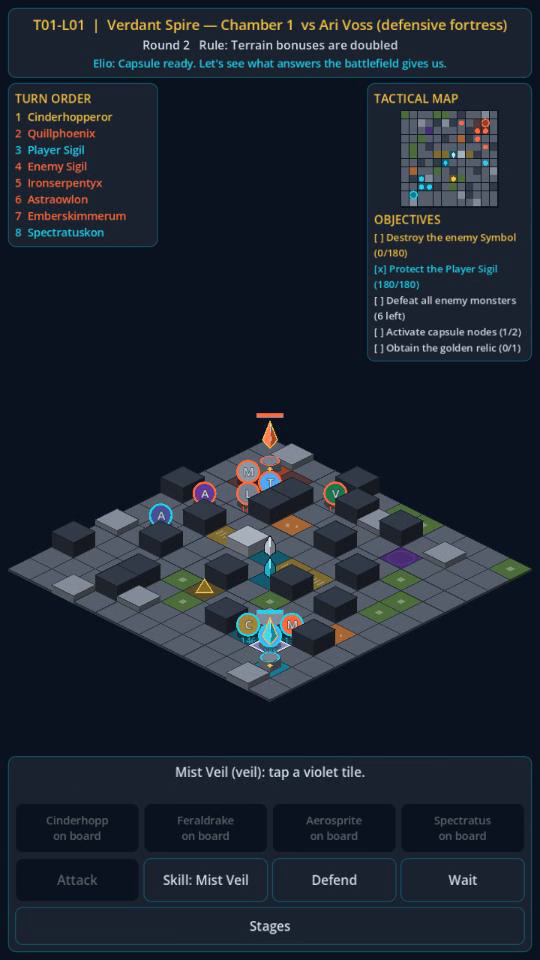 T01-L01 | Verdant Spire — Chamber 1 vs Ari Voss (defensive fortress)
Round 2 Rule: Terrain bonuses are doubled
Elio: Capsule ready. Let's see what answers the battlefield gives us.
TURN ORDER
1 Cinderhopperor
2 Quillphoenix
3 Player Sigil
4 Enemy Sigil
5 Ironserpentyx
6 Astraowlon
7 Emberskimmerum
8 Spectratuskon
TACTICAL MAP
OBJECTIVES
[ ] Destroy the enemy Symbol
(0/180)
[x] Protect the Player Sigil
(180/180)
[ ] Defeat all enemy monsters
(6 left)
[ ] Activate capsule nodes (1/2)
[ ] Obtain the golden relic (0/1)
M
A
L
T
V
A
C
M
Mist Veil (veil): tap a violet tile.
Cinderhopp
on board
Feraldrake
on board
Aerosprite
on board
Spectratus
on board
Attack
Skill: Mist Veil
Defend
Wait
Stages